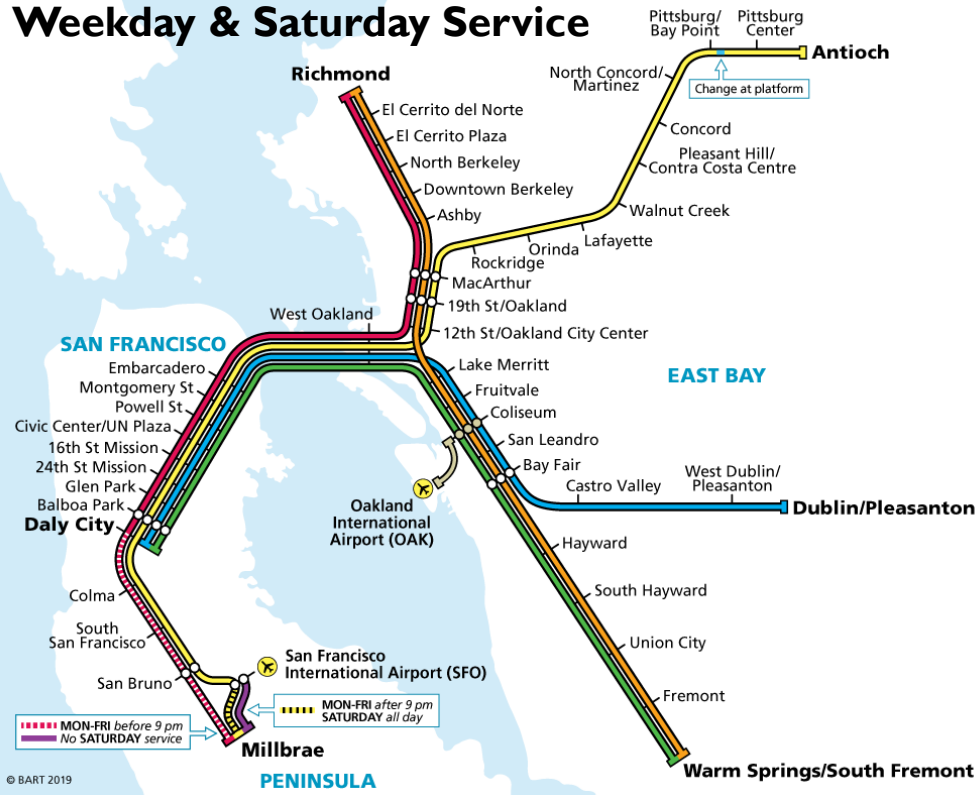 Weekday & Saturday Service
Pittsburg/
Bay Point
Pittsburg
Center
Antioch
Change at platform
North Concord/
Martinez
Richmond
El Cerrito del Norte
El Cerrito Plaza
North Berkeley
Downtown Berkeley
Ashby
Concord
Pleasant Hill/
Contra Costa Centre
Walnut Creek
Lafayette
Orinda
Rockridge
MacArthur
19th St/Oakland
12th St/Oakland City Center
West Oakland
SAN FRANCISCO
EAST BAY
Embarcadero
Montgomery St
Powell St
Civic Center/UN Plaza
16th St Mission
24th St Mission
Glen Park
Balboa Park
Daly City
Lake Merritt
Fruitvale
Coliseum
San Leandro
Bay Fair
Castro Valley
West Dublin/
Pleasanton
Dublin/Pleasanton
Oakland
International
Airport (OAK)
Hayward
South Hayward
Union City
Fremont
Warm Springs/South Fremont
Colma
South
San Francisco
San Bruno
San Francisco
International Airport (SFO)
MON-FRI after 9 pm
SATURDAY all day
MON-FRI before 9 pm
No SATURDAY service
Millbrae
PENINSULA
© BART 2019